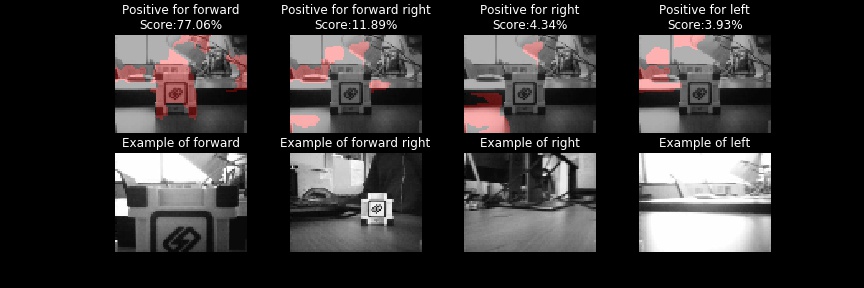 Positive for forward
Score:77.06%
Positive for forward right
Score:11.89%
Positive for right
Score:4.34%
Positive for left
Score:3.93%
Example of forward
Example of forward right
Example of right
Example of left